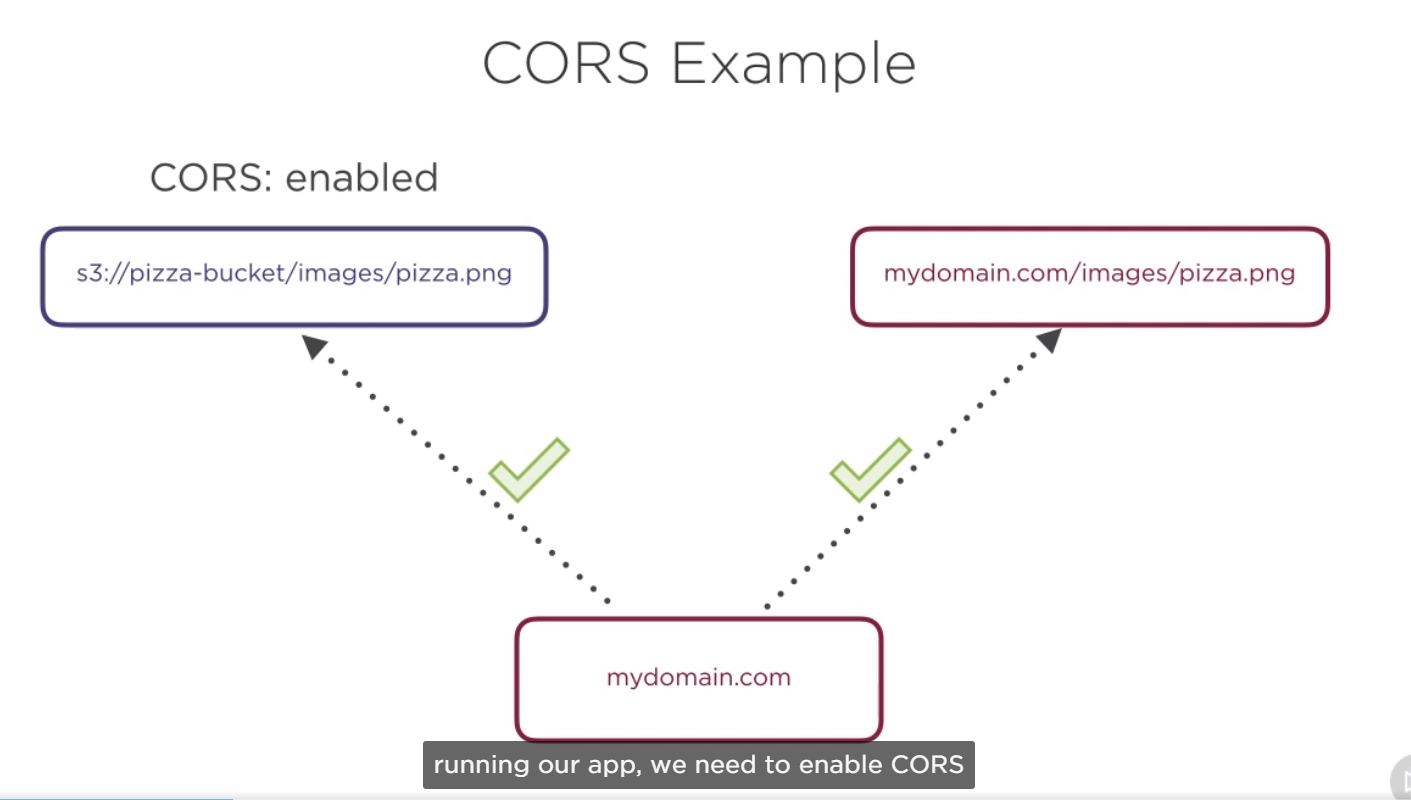 CORS Example
CORS: enabled
s3://pizza-bucket/images/pizza.png
mydomain.com/images/pizza.png
mydomain.com
running our app, we need to enable CORS